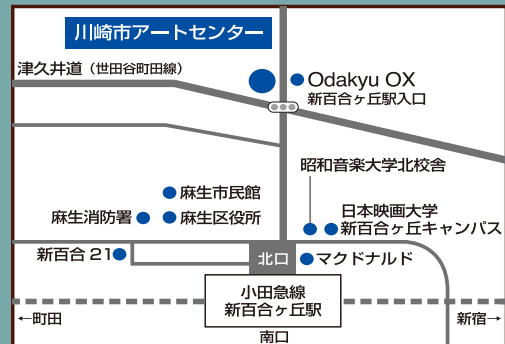 川崎市アートセンター
津久井道（世田谷町田線）
Odakyu OX
新百合ヶ丘駅入口
昭和音楽大学北校舎
麻生市民館
麻生消防署
麻生区役所
日本映画大学
新百合ヶ丘キャンパス
新百合21
北口
マクドナルド
小田急線
新百合ヶ丘駅
←町田
新宿→
南口